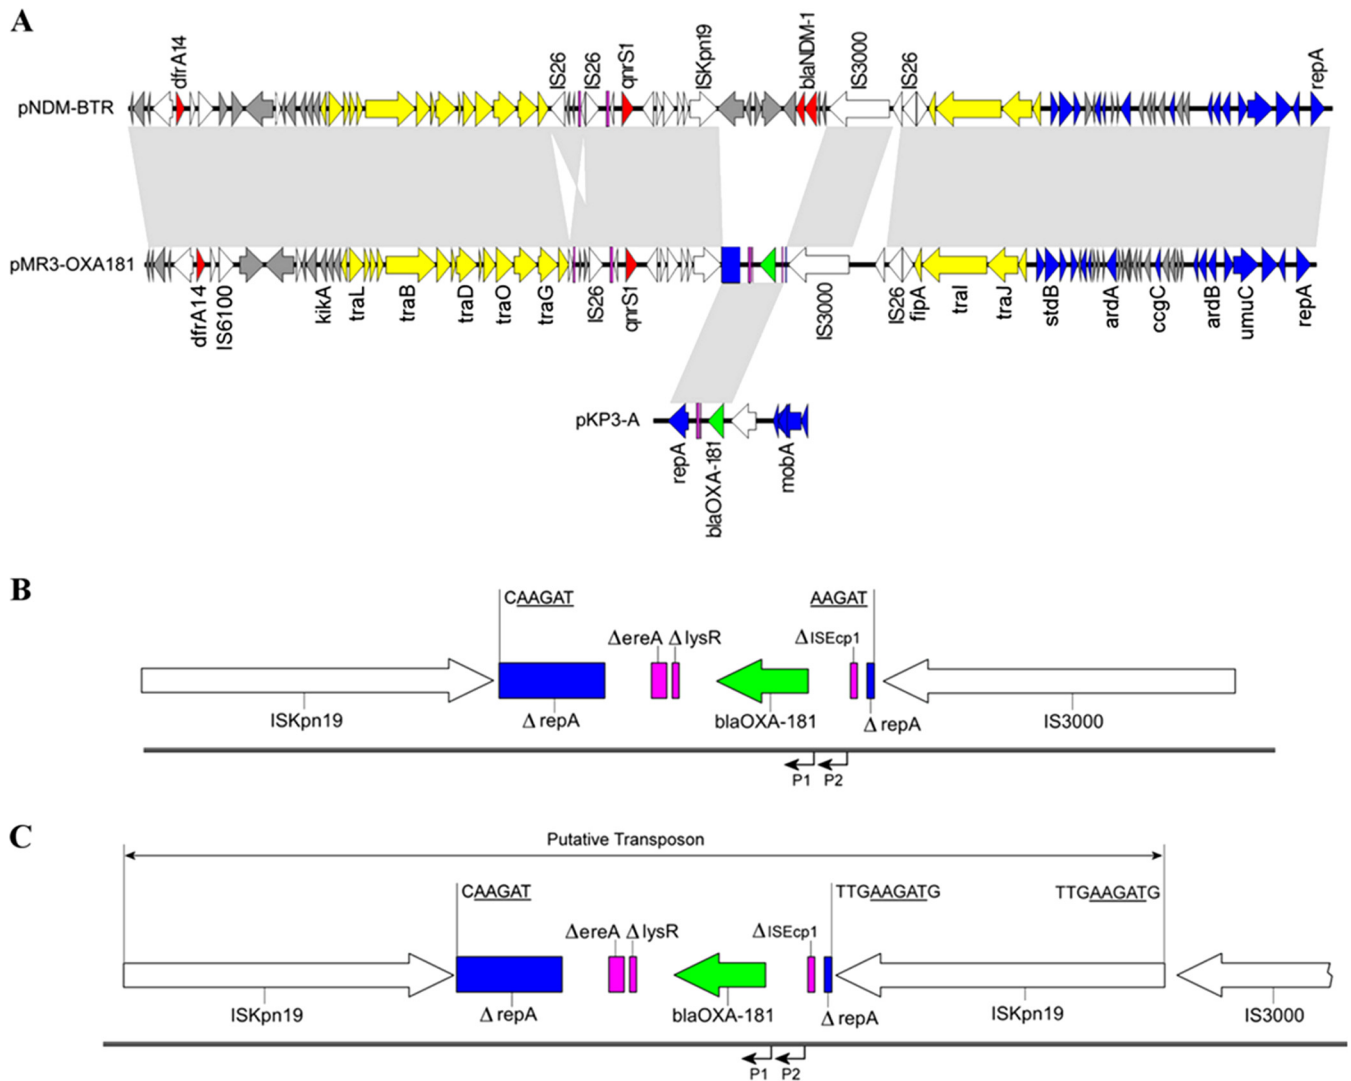 A
dfrA14 IS26 IS26 qnrS1 ISKpn19 blaNDM-1 IS3000 IS26 repA
pNDM-BTR
pMR3-OXA181
dfrA14 IS6100 kikA traL traB traD traO traG IS26 qnrS1 IS3000 IS26 fipA traI traJ stdB ardA ccgC ardB umuC repA
pKP3-A
repA blaOXA-181 mobA
B
CAAGAT AAGAT
ΔereA ΔlysR ΔISEcp1
ISKpn19 ΔrepA blaOXA-181 ΔrepA IS3000
P1 P2
C
Putative Transposon
CAAGAT TTGAAGATG TTGAAGATG
ΔereA ΔlysR ΔISEcp1
ISKpn19 ΔrepA blaOXA-181 ΔrepA ISKpn19 IS3000
P1 P2